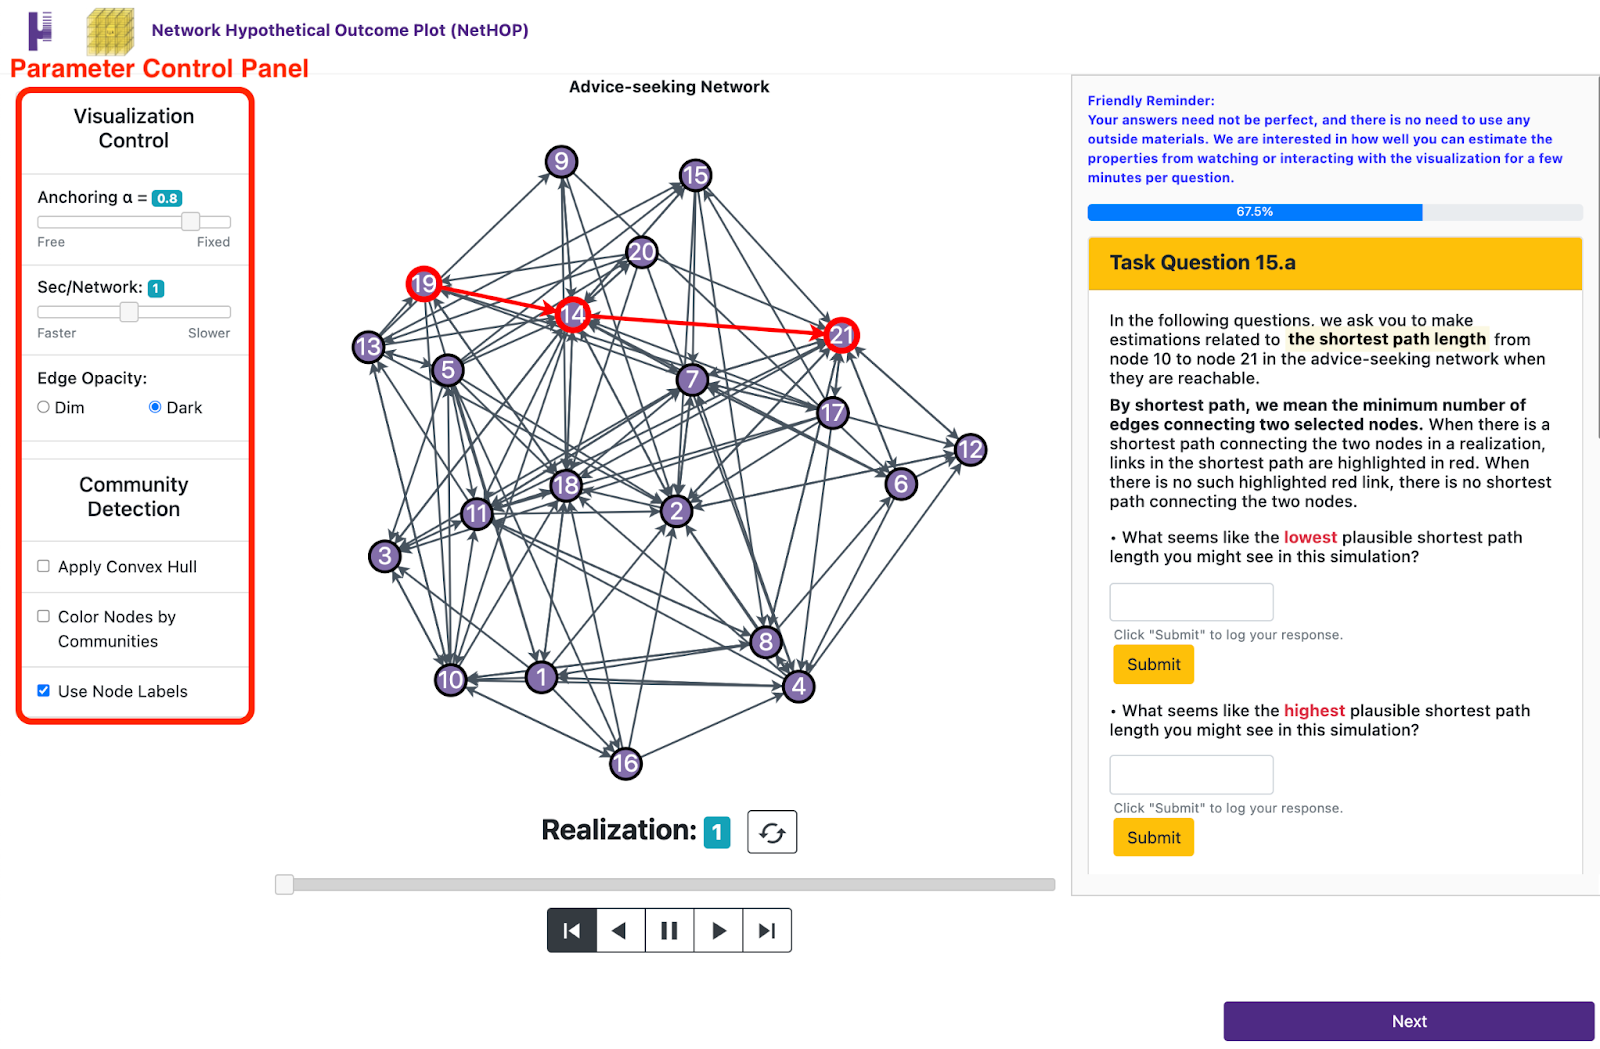 Network Hypothetical Outcome Plot (NetHOP)
Parameter Control Panel
Visualization
Control
Anchoring α = 0.8
Free Fixed
Sec/Network: 1
Faster Slower
Edge Opacity:
Dim Dark
Community
Detection
Apply Convex Hull
Color Nodes by
Communities
Use Node Labels
Advice-seeking Network
9
15
20
19
14
21
13
5
7
17
12
18
6
11
2
3
8
10
1
4
16
Realization: 1
Friendly Reminder:
Your answers need not be perfect, and there is no need to use any
outside materials. We are interested in how well you can estimate the
properties from watching or interacting with the visualization for a few
minutes per question.
67.5%
Task Question 15.a
In the following questions, we ask you to make
estimations related to the shortest path length from
node 10 to node 21 in the advice-seeking network when
they are reachable.
By shortest path, we mean the minimum number of
edges connecting two selected nodes. When there is a
shortest path connecting the two nodes in a realization,
links in the shortest path are highlighted in red. When
there is no such highlighted red link, there is no shortest
path connecting the two nodes.
• What seems like the lowest plausible shortest path
length you might see in this simulation?
Click "Submit" to log your response.
Submit
• What seems like the highest plausible shortest path
length you might see in this simulation?
Click "Submit" to log your response.
Submit
Next